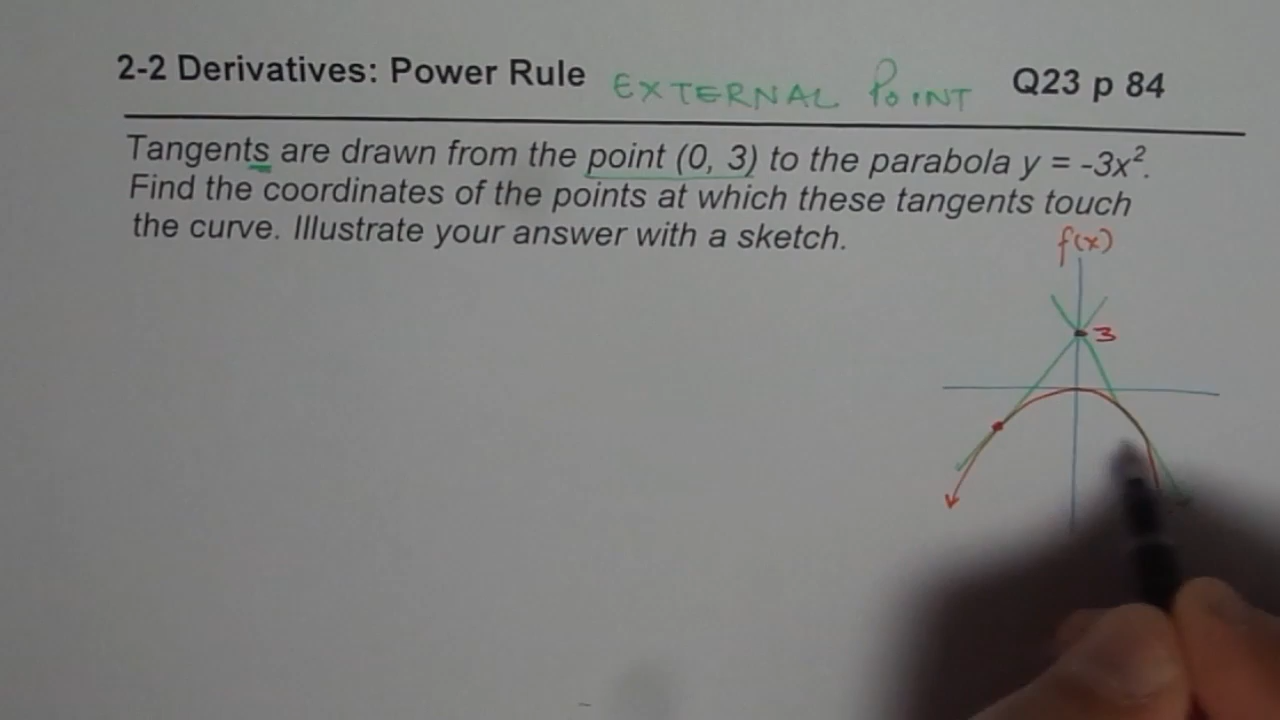 2-2 Derivatives: Power Rule EXTERNAL POINT Q23 p 84
Tangents are drawn from the point (0, 3) to the parabola y = -3x².
Find the coordinates of the points at which these tangents touch
the curve. Illustrate your answer with a sketch.
f(x)
3